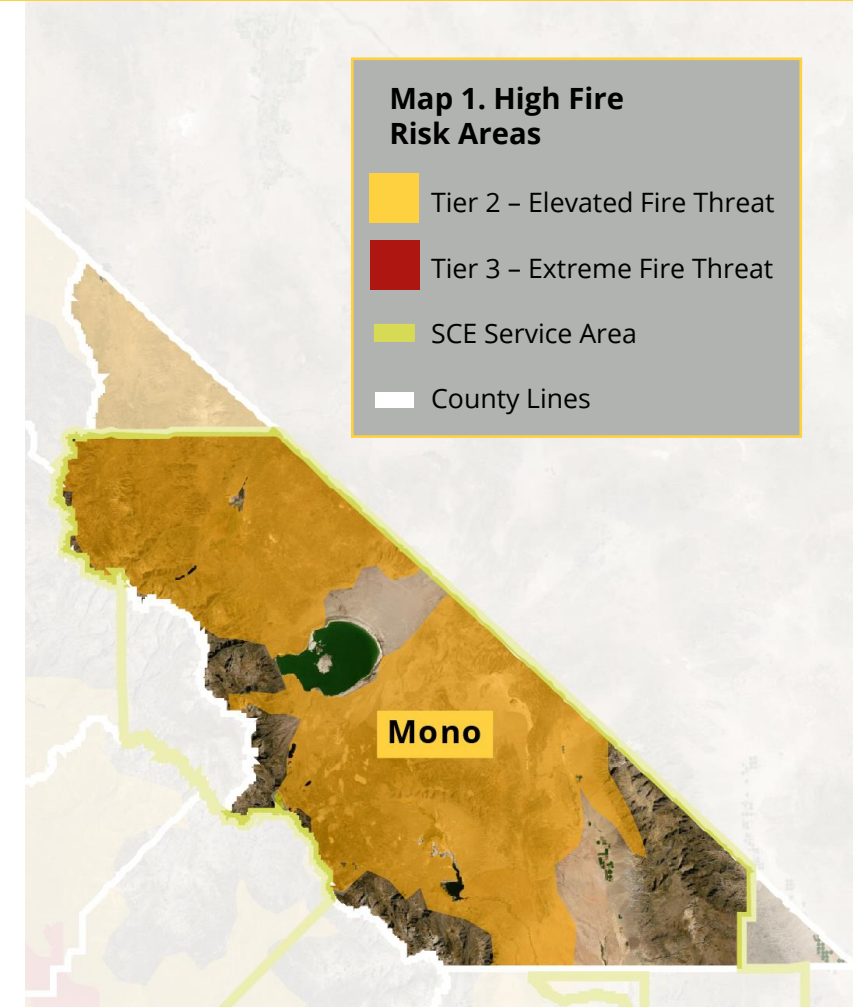 Map 1. High Fire
Risk Areas
Tier 2 – Elevated Fire Threat
Tier 3 – Extreme Fire Threat
SCE Service Area
County Lines
Mono